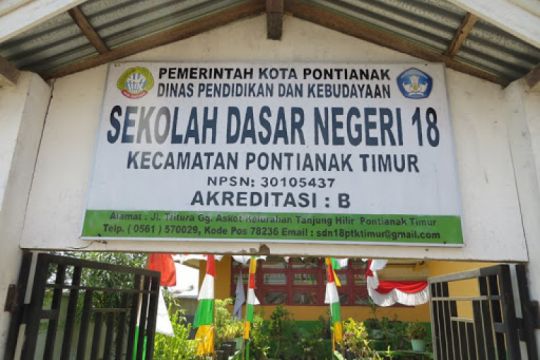 PEMERINTAH KOTA PONTIANAK
DINAS PENDIDIKAN DAN KEBUDAYAAN
SEKOLAH DASAR NEGERI 18
KECAMATAN PONTIANAK TIMUR
NPSN: 30105437
AKREDITASI : B
Alamat : Jl. Tritura Gg. Askot Kelurahan Tanjung Hilir Pontianak Timur
Telp. ( 0561 ) 570029, Kode Pos 78236 Email : sdn18ptktimur@gmail.com